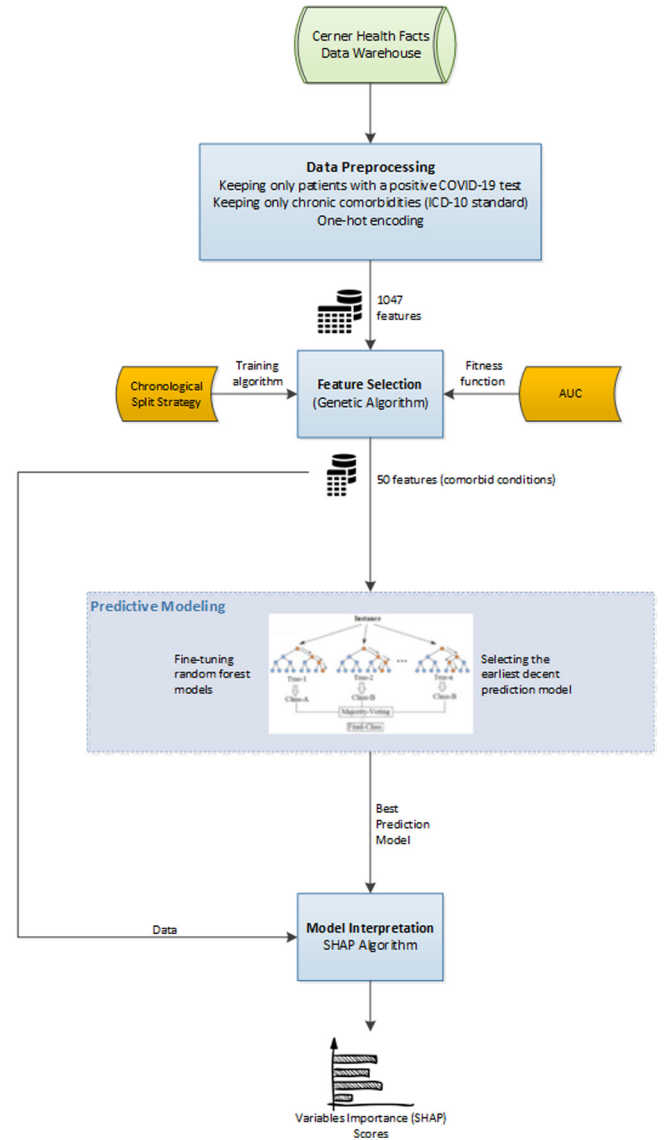 Cerner Health Facts
Data Warehouse
Data Preprocessing
Keeping only patients with a positive COVID-19 test
Keeping only chronic comorbidities (ICD-10 standard)
One-hot encoding
1047
features
Chronological
Split Strategy
Training
algorithm
Feature Selection
(Genetic Algorithm)
Fitness
function
AUC
50 features (comorbid conditions)
Predictive Modeling
Fine-tuning
random forest
models
Instance
Tree-1
Tree-2
...
Tree-n
Class-A
Class-B
Class-B
Majority-Voting
Final-Class
Selecting the
earliest decent
prediction model
Best
Prediction
Model
Data
Model Interpretation
SHAP Algorithm
Variables Importance (SHAP)
Scores